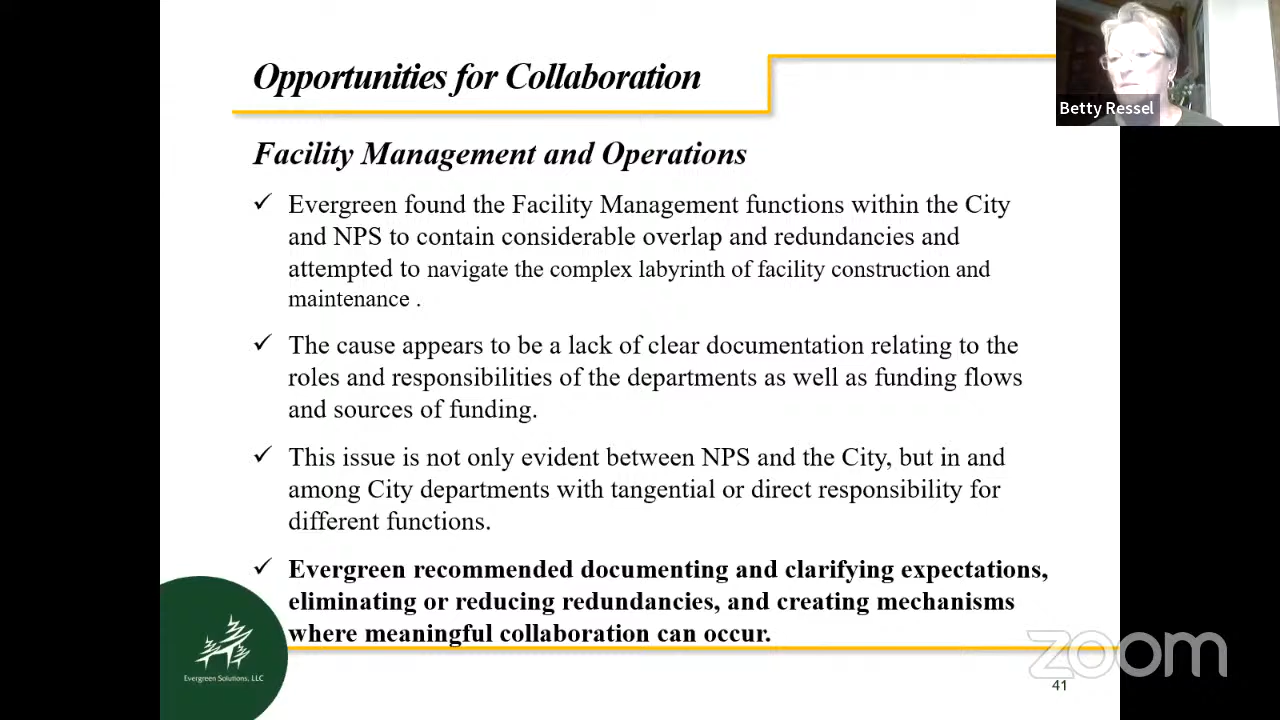 Opportunities for Collaboration
Betty Ressel
Facility Management and Operations
✓ Evergreen found the Facility Management functions within the City
and NPS to contain considerable overlap and redundancies and
attempted to navigate the complex labyrinth of facility construction and
maintenance .
✓ The cause appears to be a lack of clear documentation relating to the
roles and responsibilities of the departments as well as funding flows
and sources of funding.
✓ This issue is not only evident between NPS and the City, but in and
among City departments with tangential or direct responsibility for
different functions.
✓ Evergreen recommended documenting and clarifying expectations,
eliminating or reducing redundancies, and creating mechanisms
where meaningful collaboration can occur.
Evergreen Solutions, LLC
zoom
41